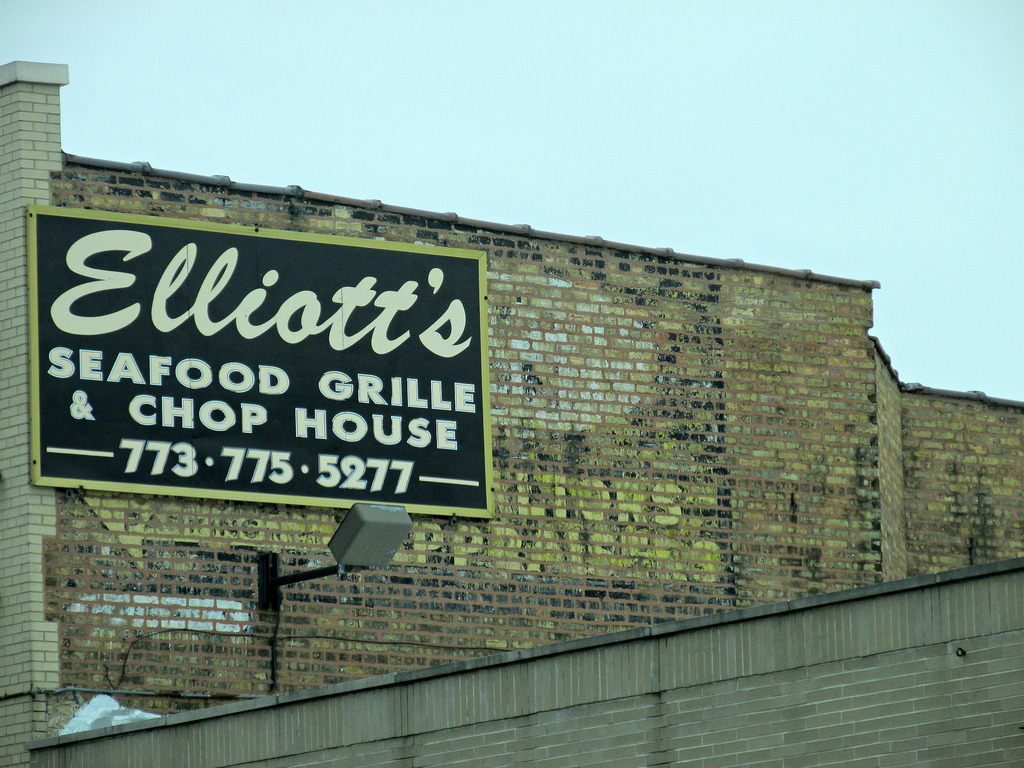 Elliott's
SEAFOOD GRILLE
& CHOP HOUSE
773·775·5277